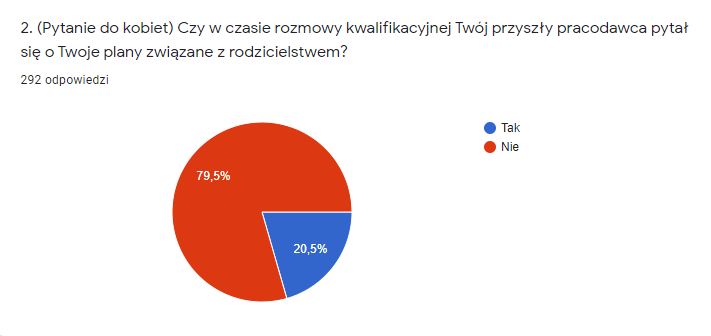 2. (Pytanie do kobiet) Czy w czasie rozmowy kwalifikacyjnej Twój przyszły pracodawca pytał
się o Twoje plany związane z rodzicielstwem?
292 odpowiedzi
Tak
Nie
79,5%
20,5%